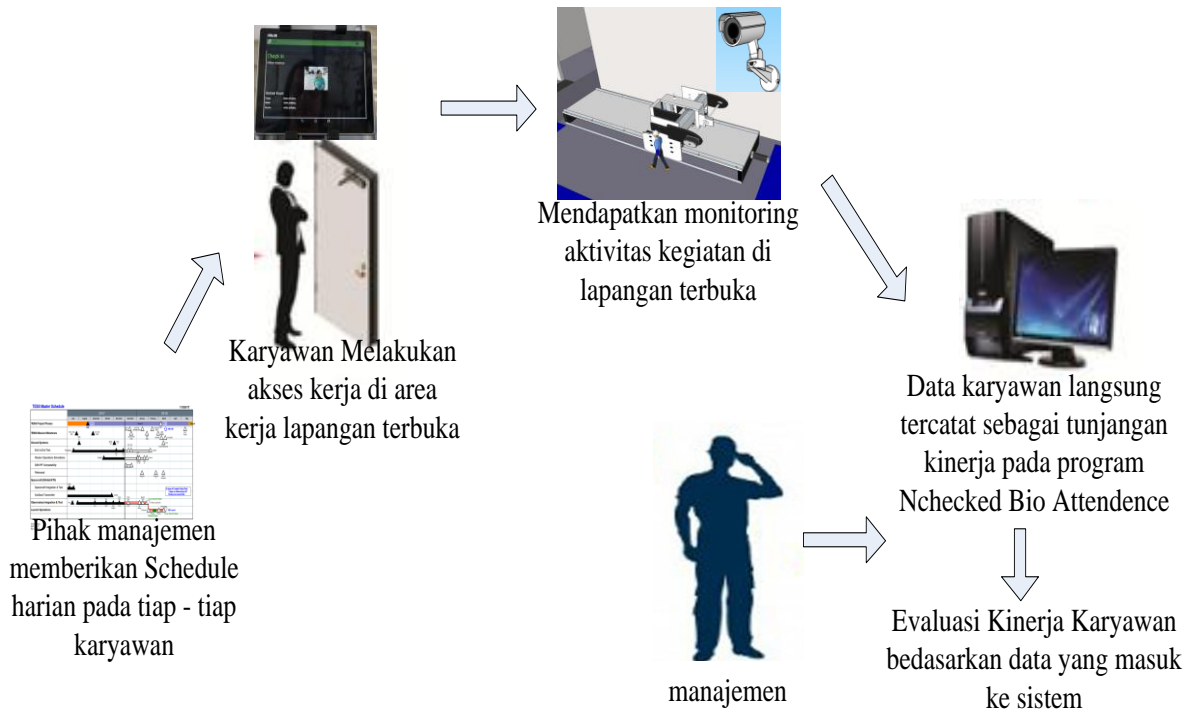 Check In
Mendapatkan monitoring
aktivitas kegiatan di
lapangan terbuka
Karyawan Melakukan
akses kerja di area
kerja lapangan terbuka
Pihak manajemen
memberikan Schedule
harian pada tiap - tiap
karyawan
Data karyawan langsung
tercatat sebagai tunjangan
kinerja pada program
Nchecked Bio Attendence
manajemen
Evaluasi Kinerja Karyawan
bedasarkan data yang masuk
ke sistem